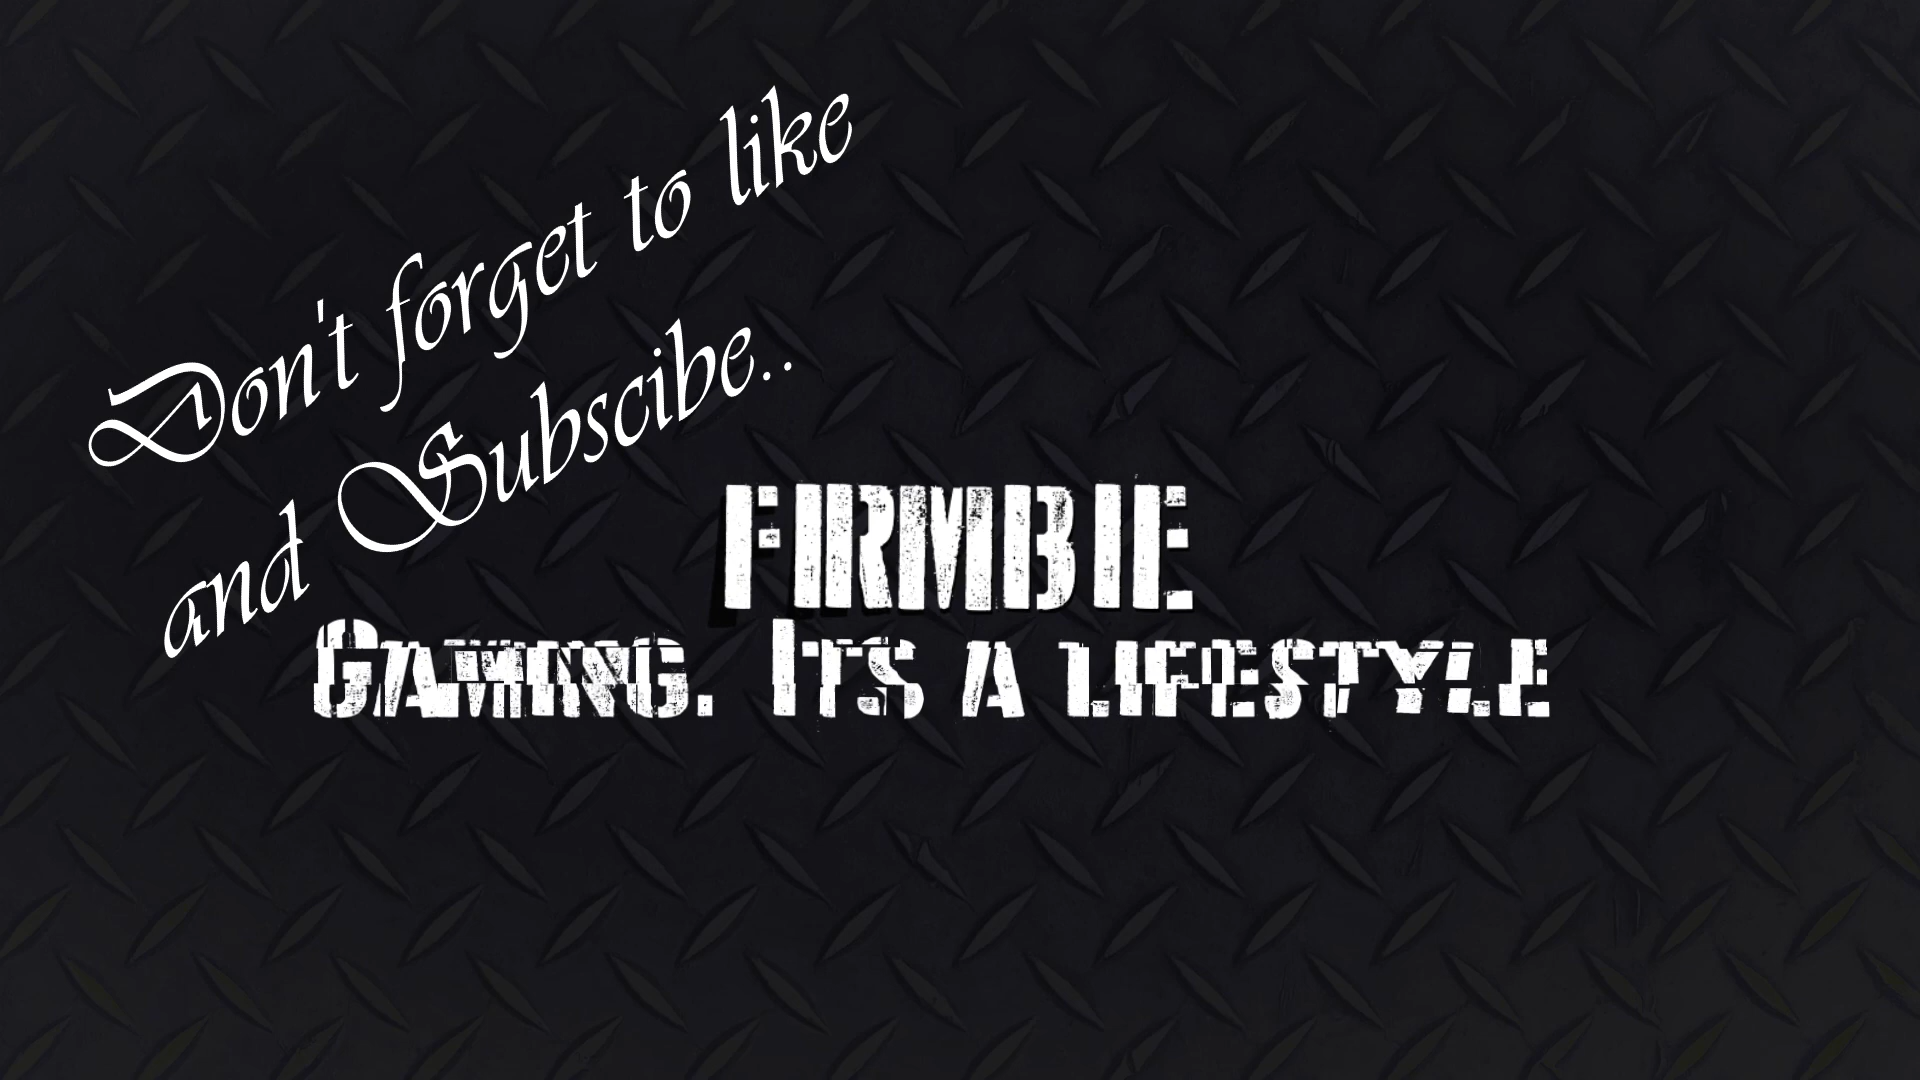 Don't forget to like
and Subscibe..
FIRMBIE
GAMING. ITS A LIFESTYLE